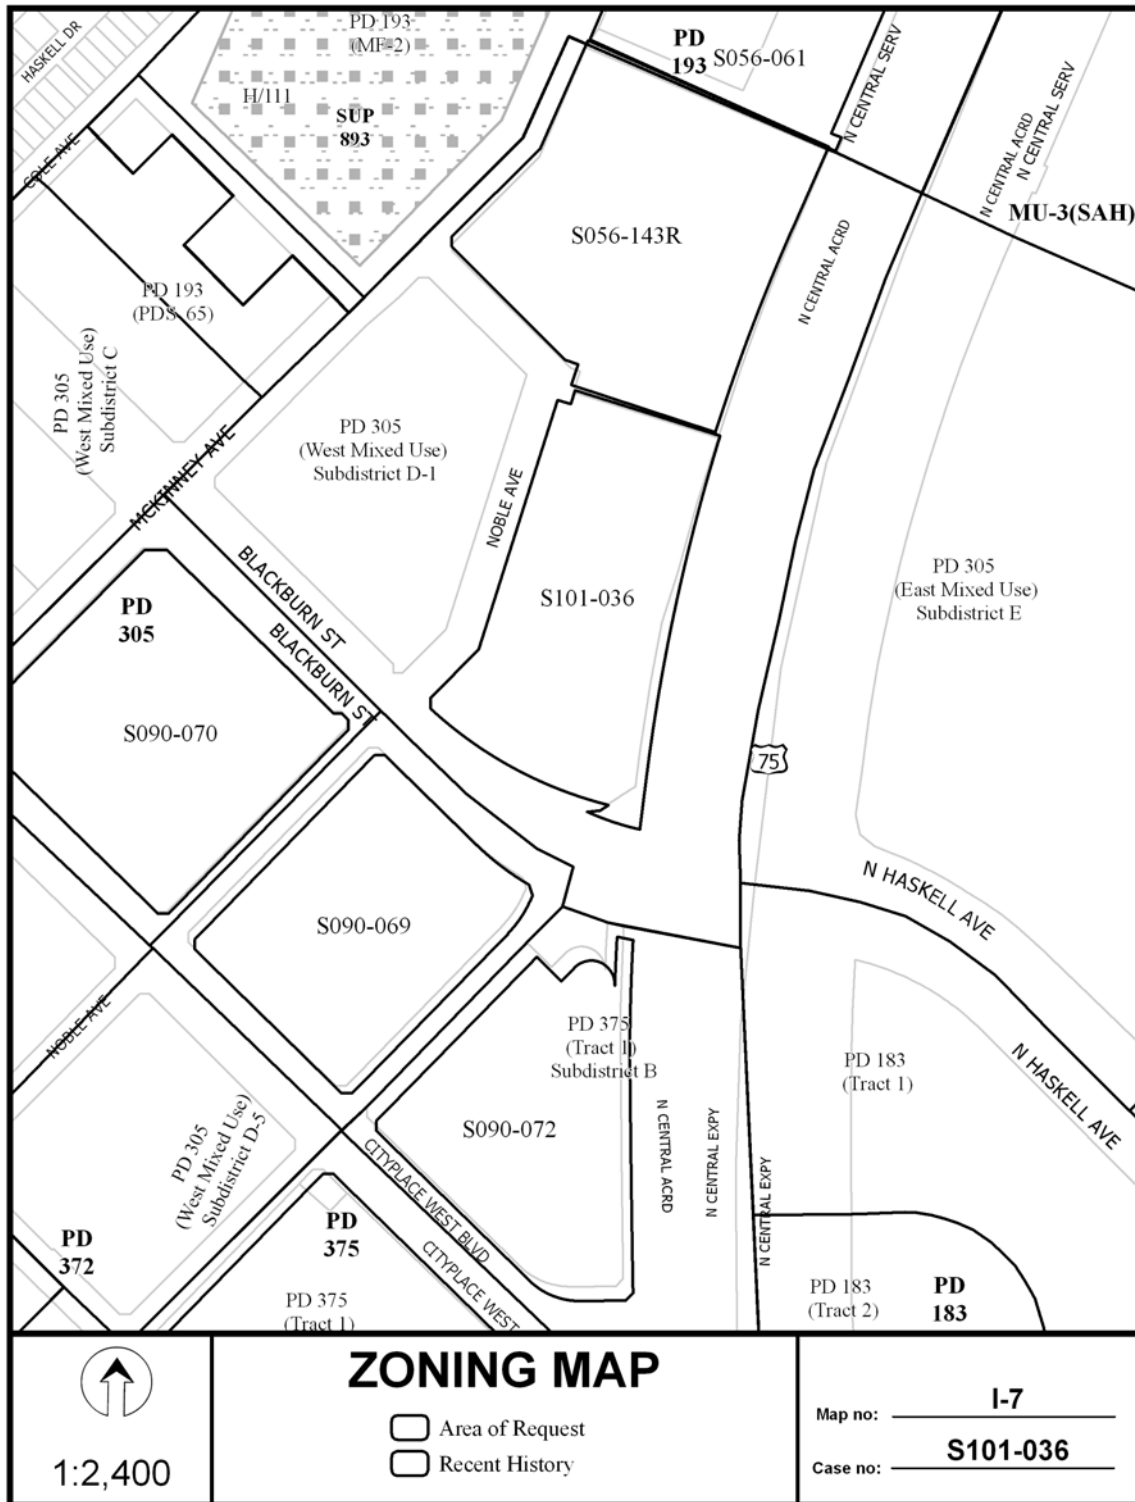 HASKELL DR
PD 193
(MF-2)
H/111
SUP
893
PD
193
S056-061
N CENTRAL SERV
N CENTRAL ACRD
N CENTRAL SERV
MU-3(SAH)
COLE AVE
S056-143R
N CENTRAL ACRD
PD 193
(PDS 65)
PD 305
(West Mixed Use)
Subdistrict C
PD 305
(West Mixed Use)
Subdistrict D-1
MCKINNEY AVE
NOBLE AVE
BLACKBURN ST
BLACKBURN ST
S101-036
PD 305
(East Mixed Use)
Subdistrict E
PD
305
S090-070
75
N HASKELL AVE
S090-069
NOBLE AVE
PD 375
(Tract 1)
Subdistrict B
PD 183
(Tract 1)
N HASKELL AVE
S090-072
N CENTRAL ACRD
N CENTRAL EXPY
N CENTRAL EXPY
PD 305
(West Mixed Use)
Subdistrict D-5
CITYPLACE WEST BLVD
CITYPLACE WEST
PD
372
PD
375
PD 375
(Tract 1)
PD 183
(Tract 2)
PD
183
1:2,400
ZONING MAP
Area of Request
Recent History
Map no: I-7
Case no: S101-036